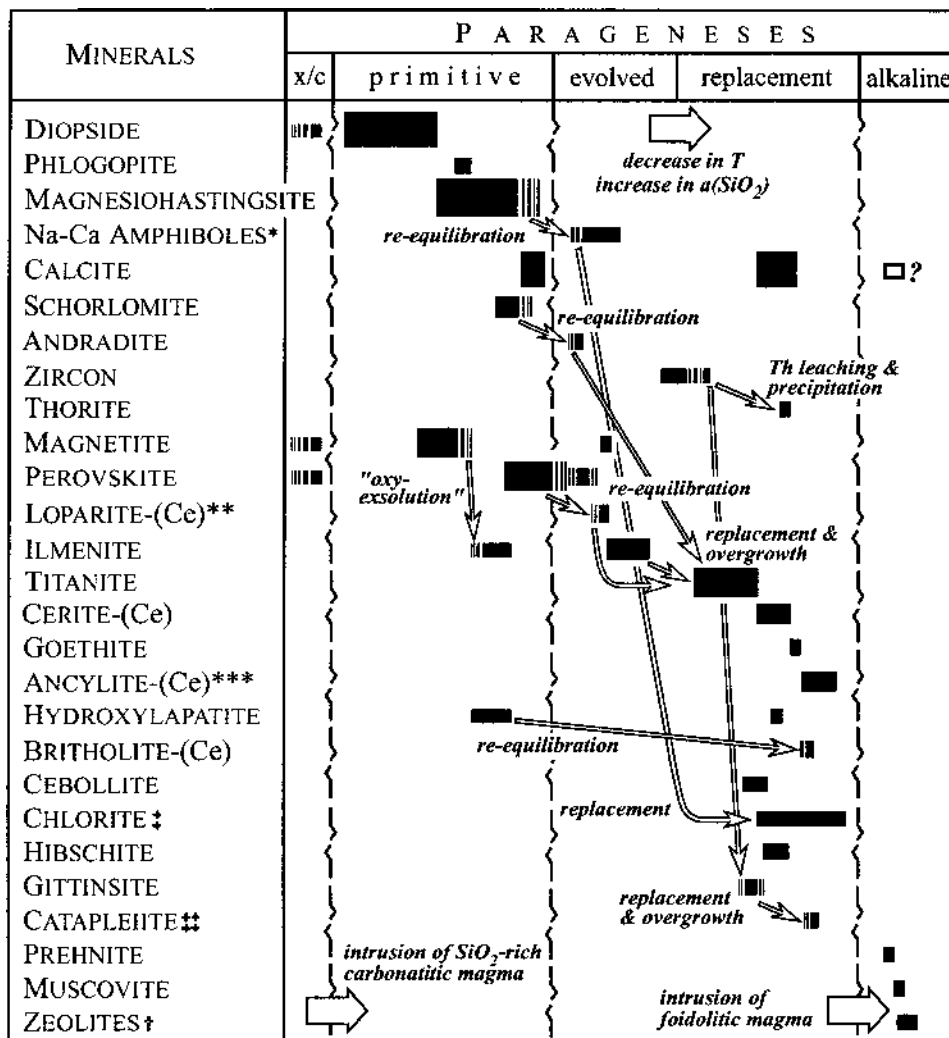 PARAGENESES
MINERALS
x/c primitive evolved replacement alkaline
DIOPSIDE
PHLOGOPITE
decrease in T
increase in a(SiO₂)
MAGNESIOHASTINGSITE
Na-Ca AMPHIBOLES*
re-equilibration
CALCITE
?
SCHORLOMITE
re-equilibration
ANDRADITE
ZIRCON
Th leaching &
precipitation
THORITE
MAGNETITE
PEROVSKITE
"oxy-
exsolution"
re-equilibration
LOPARITE-(Ce)**
ILMENITE
replacement &
overgrowth
TITANITE
CERITE-(Ce)
GOETHITE
ANCYLITE-(Ce)***
HYDROXYLAPATITE
BRITHOLITE-(Ce)
re-equilibration
CEBOLLITE
CHLORITE‡
replacement
HIBSCHITE
GITTINSITE
replacement
& overgrowth
CATAPLEIITE‡‡
PREHNITE
intrusion of SiO₂-rich
carbonatitic magma
MUSCOVITE
intrusion of
foidolitic magma
ZEOLITES†